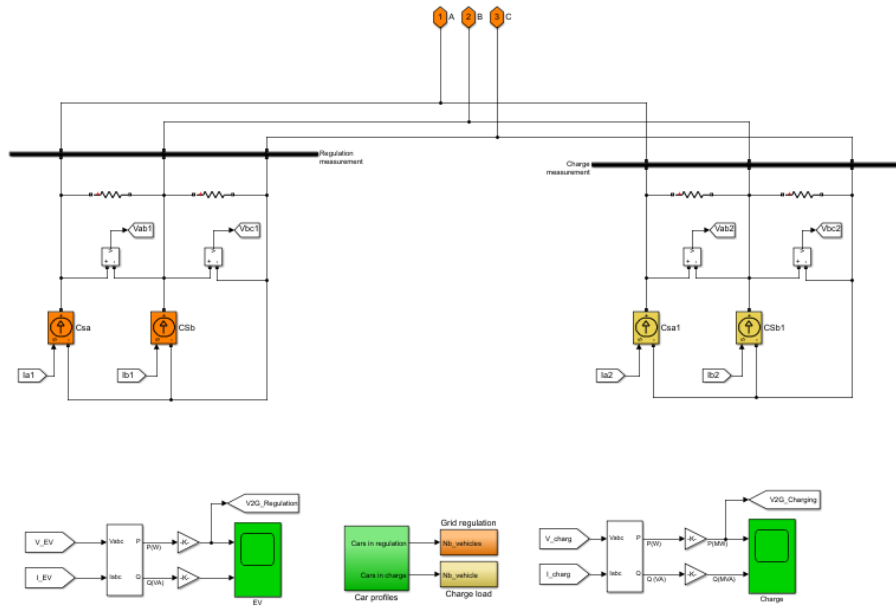 1 A 2 B 3 C
Regulation
measurement
Charge
measurement
Vab1
Vbc1
Vab2
Vbc2
Csa
CSb
Csa1
CSb1
Ia1
Ib1
Ia2
Ib2
V2G_Regulation
V_EV
I_EV
Vabc
Iabc
P
Q
P(W)
Q(VA)
-K-
-K-
EV
Cars in regulation
Cars in charge
Car profiles
Grid regulation
Nb_vehicles
Nb_vehicle
Charge load
V2G_Charging
V_charg
I_charg
Vabc
Iabc
P
Q
P(W)
Q (VA)
-K-
-K-
P(MW)
Q(MVA)
Charge